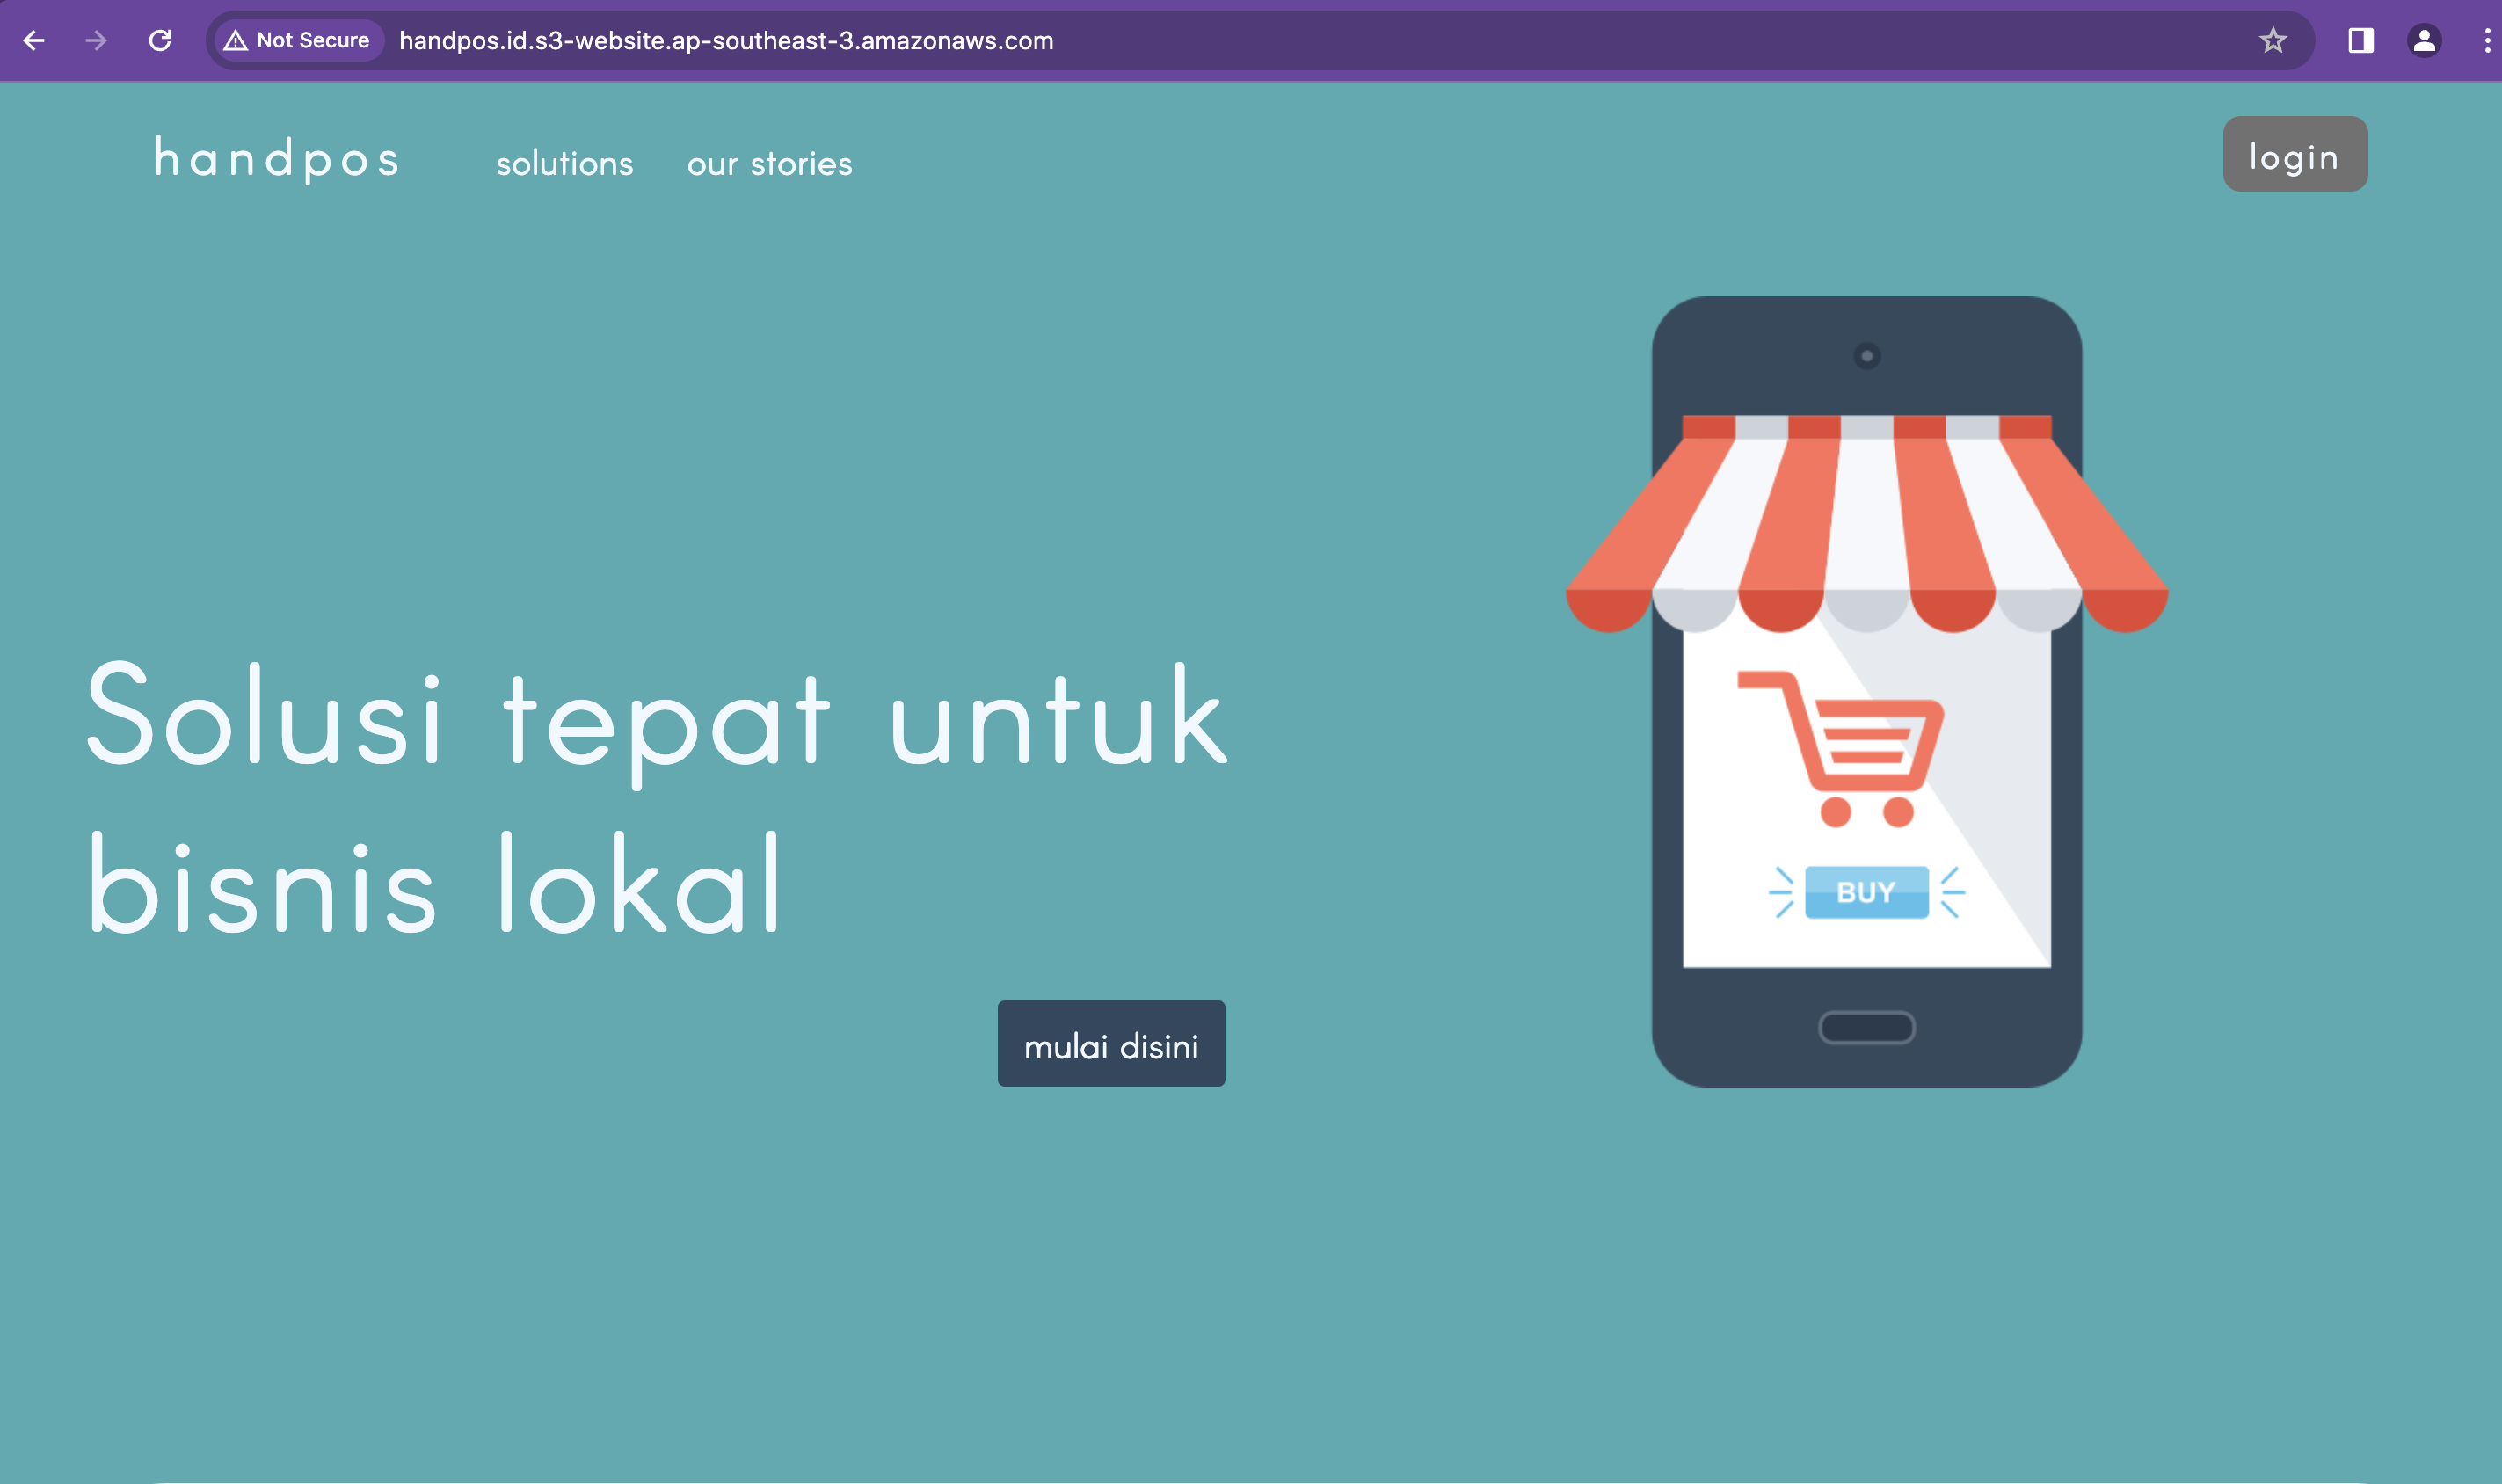 Not Secure handpos.id.s3-website.ap-southeast-3.amazonaws.com
handpos solutions our stories login
Solusi tepat untuk
bisnis lokal
mulai disini
BUY